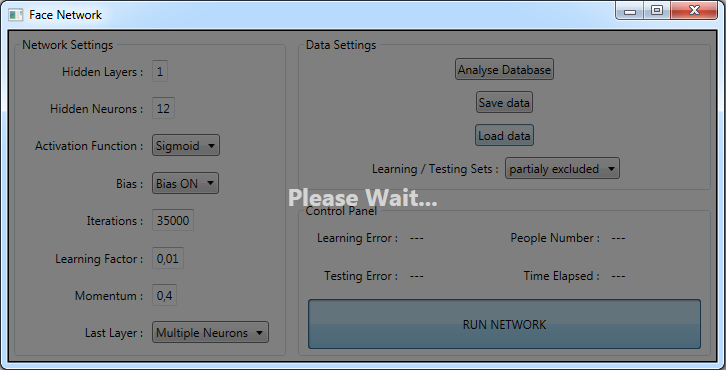 Face Network
Network Settings
Hidden Layers : 1
Hidden Neurons : 12
Activation Function : Sigmoid
Bias : Bias ON
Iterations : 35000
Learning Factor : 0,01
Momentum : 0,4
Last Layer : Multiple Neurons
Data Settings
Analyse Database
Save data
Load data
Learning / Testing Sets : partialy excluded
Please Wait...
Control Panel
Learning Error : --- People Number : ---
Testing Error : --- Time Elapsed : ---
RUN NETWORK